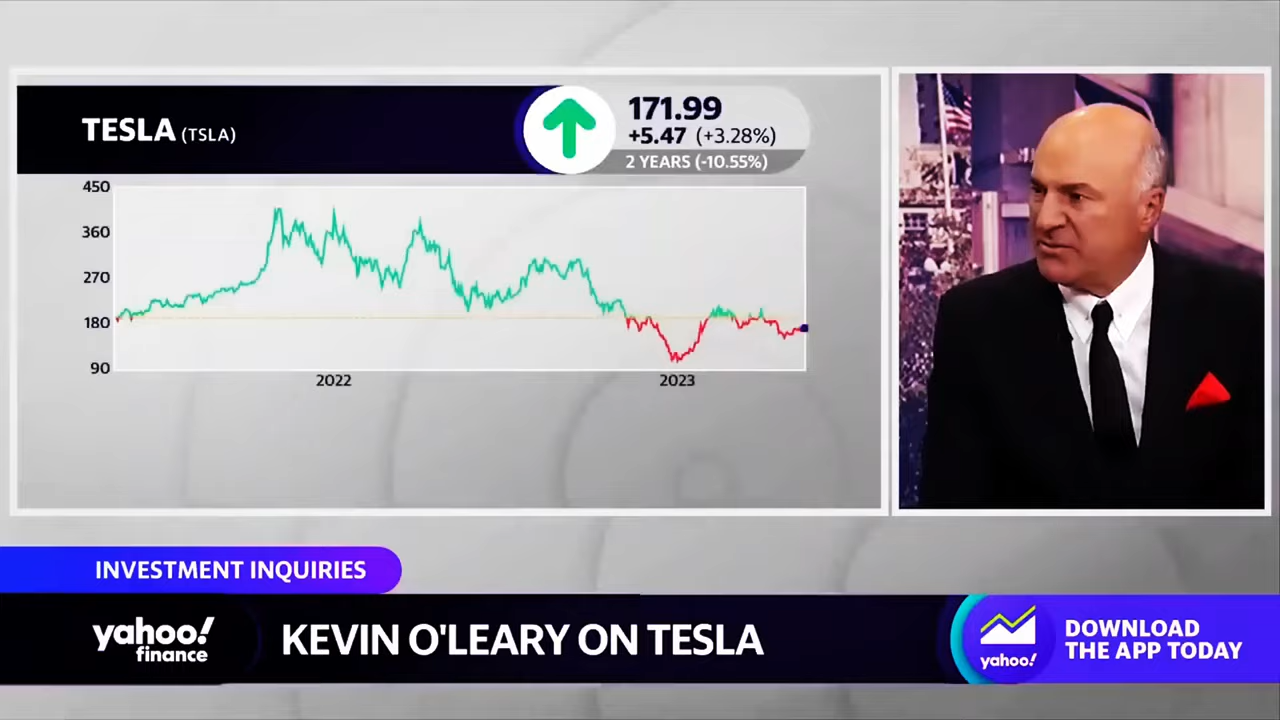 TESLA (TSLA)
171.99
+5.47 (+3.28%)
2 YEARS (-10.55%)
450
360
270
180
90
2022
2023
INVESTMENT INQUIRIES
yahoo!
finance
KEVIN O'LEARY ON TESLA
yahoo!
DOWNLOAD
THE APP TODAY